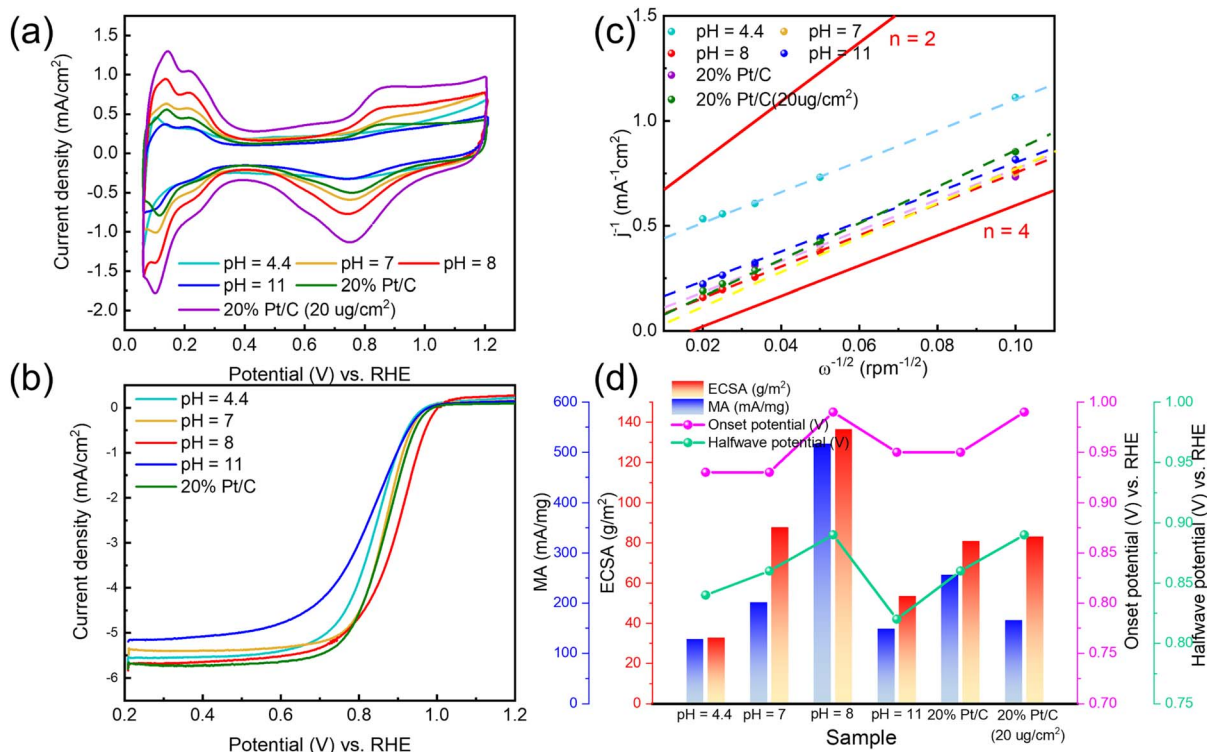 (a)
1.5
1.0
0.5
0.0
-0.5
-1.0
-1.5
-2.0
Current density (mA/cm²)
pH = 4.4 pH = 7 pH = 8
pH = 11 20% Pt/C
20% Pt/C (20 ug/cm²)
0.0 0.2 0.4 0.6 0.8 1.0 1.2
Potential (V) vs. RHE
(c)
1.5
1.0
0.5
0.0
j⁻¹ (mA⁻¹cm²)
pH = 4.4 pH = 7
pH = 8 pH = 11
20% Pt/C
20% Pt/C(20ug/cm²)
n = 2
n = 4
0.02 0.04 0.06 0.08 0.10
ω⁻¹/² (rpm⁻¹/²)
(b)
0
-1
-2
-3
-4
-5
-6
Current density (mA/cm²)
pH = 4.4
pH = 7
pH = 8
pH = 11
20% Pt/C
0.2 0.4 0.6 0.8 1.0 1.2
Potential (V) vs. RHE
(d)
600
500
400
300
200
100
0
MA (mA/mg)
140
120
100
80
60
40
20
0
ECSA (g/m²)
ECSA (g/m²)
MA (mA/mg)
Onset potential (V)
Halfwave potential (V)
1.00
0.95
0.90
0.85
0.80
0.75
0.70
Onset potential (V) vs. RHE
1.00
0.95
0.90
0.85
0.80
0.75
Halfwave potential (V) vs. RHE
pH = 4.4 pH = 7 pH = 8 pH = 11 20% Pt/C 20% Pt/C
(20 ug/cm²)
Sample